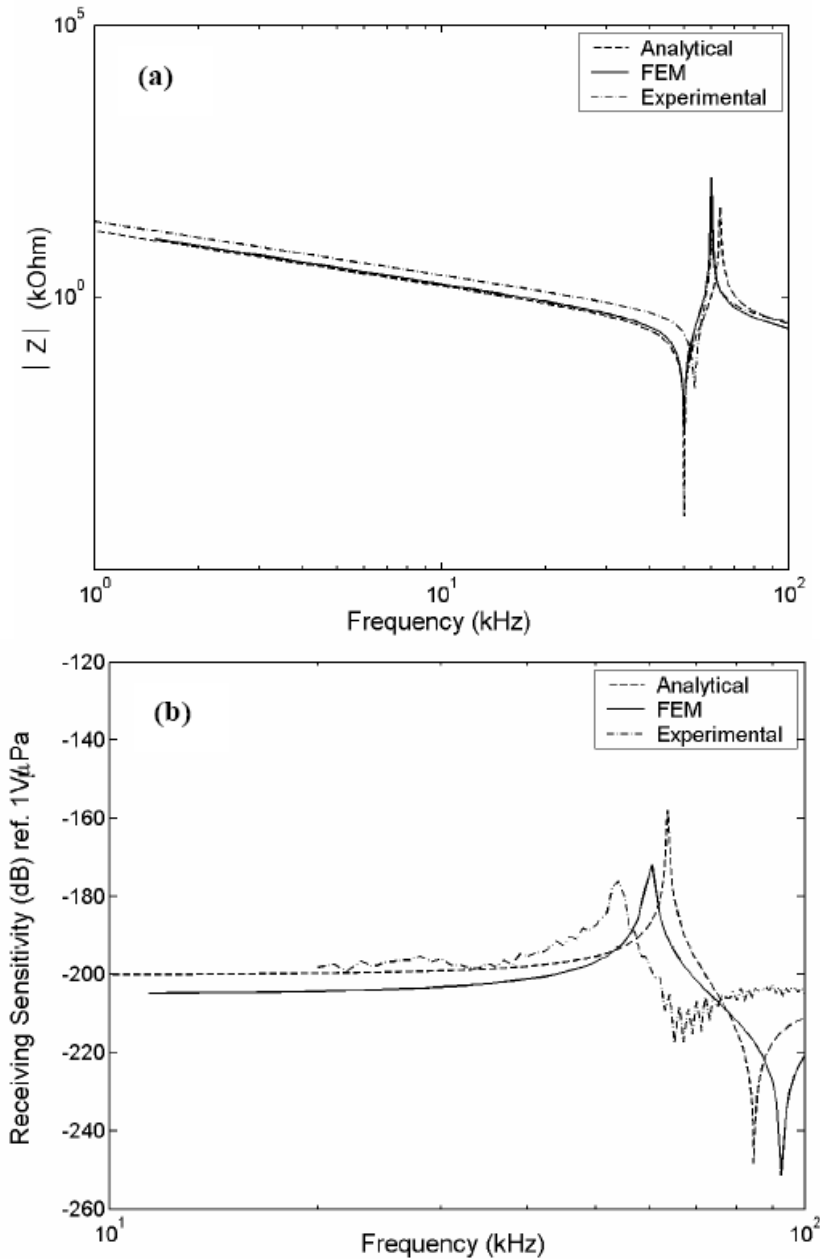 10^5
(a)
Analytical
FEM
Experimental
| Z | (kOhm)
10^0
10^0
10^1
10^2
Frequency (kHz)
-120
-140
-160
-180
-200
-220
-240
-260
(b)
Analytical
FEM
Experimental
Receiving Sensitivity (dB) ref. 1V/μPa
10^1
10^2
Frequency (kHz)